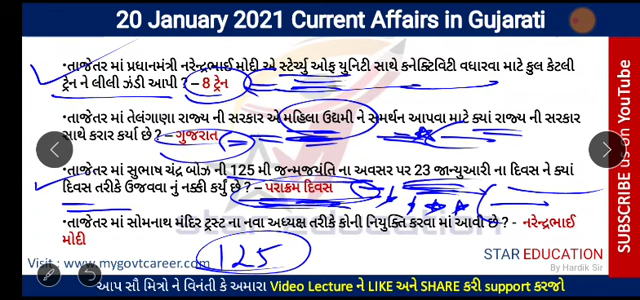 20 January 2021 Current Affairs in Gujarati
•તાજેતર માં પ્રધાનમંત્રી નરેન્દ્રભાઈ મોદી એ સ્ટેચ્યુ ઓફ યુનિટી સાથે કનેક્ટિવિટી વધારવા માટે કુલ કેટલી
ટ્રેન ને લીલી ઝંડી આપી ? – 8 ટ્રેન
•તાજેતર માં તેલંગાણા રાજ્ય ની સરકાર એ મહિલા ઉદ્યમી ને સમર્થન આપવા માટે ક્યાં રાજ્ય ની સરકાર
સાથે કરાર કર્યા છે ? – ગુજરાત
•તાજેતર માં સુભાષ ચંદ્ર બોઝ ની 125 મી જન્મજયંતિ ના અવસર પર 23 જાન્યુઆરી ના દિવસ ને ક્યાં
દિવસ તરીકે ઉજવવા નું નક્કી કર્યું છે ? – પરાક્રમ દિવસ
•તાજેતર માં સોમનાથ મંદિર ટ્રસ્ટ ના નવા અધ્યક્ષ તરીકે કોની નિયુક્તિ કરવા માં આવી છે ? - નરેન્દ્રભાઈ
મોદી
125
Visit : www.mygovtcareer.com
STAR EDUCATION
By Hardik Sir
આપ સૌ મિત્રો ને વિનંતી કે અમારા Video Lecture ને LIKE અને SHARE કરી support કરજો
SUBSCRIBE US ON YouTube